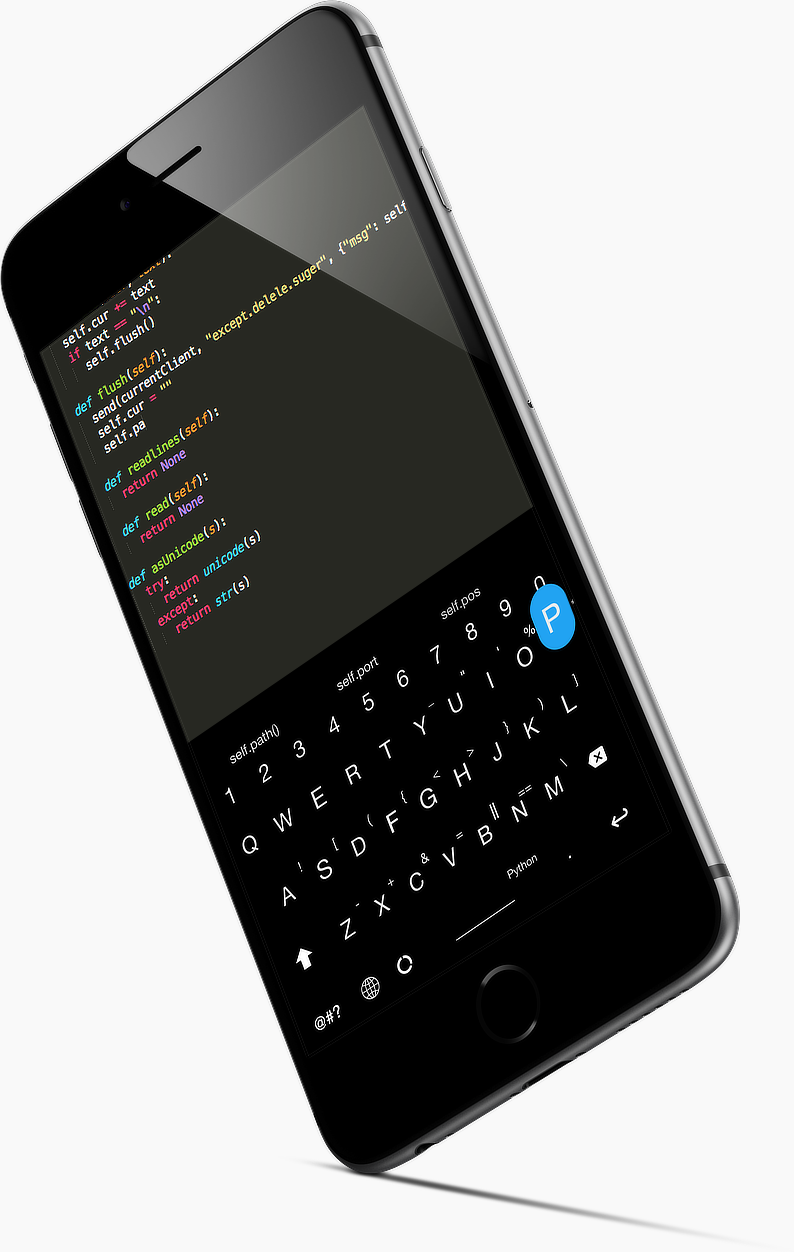 text):
self.cur += text
if text == "\n":
self.flush()
def flush(self):
send(currentClient, "except.delele.suger", {"msg": self
self.cur = ""
self.pa
def readlines(self):
return None
def read(self):
return None
def asUnicode(s):
try:
return unicode(s)
except:
return str(s)
self.path() self.port self.pos
1 2 3 4 5 6 7 8 9 0
_ " ' %
Q W E R T Y U I O P
! [ ( { < > } ) ]
A S D F G H J K L
- + & = || == \
Z X C V B N M
@#? Python .